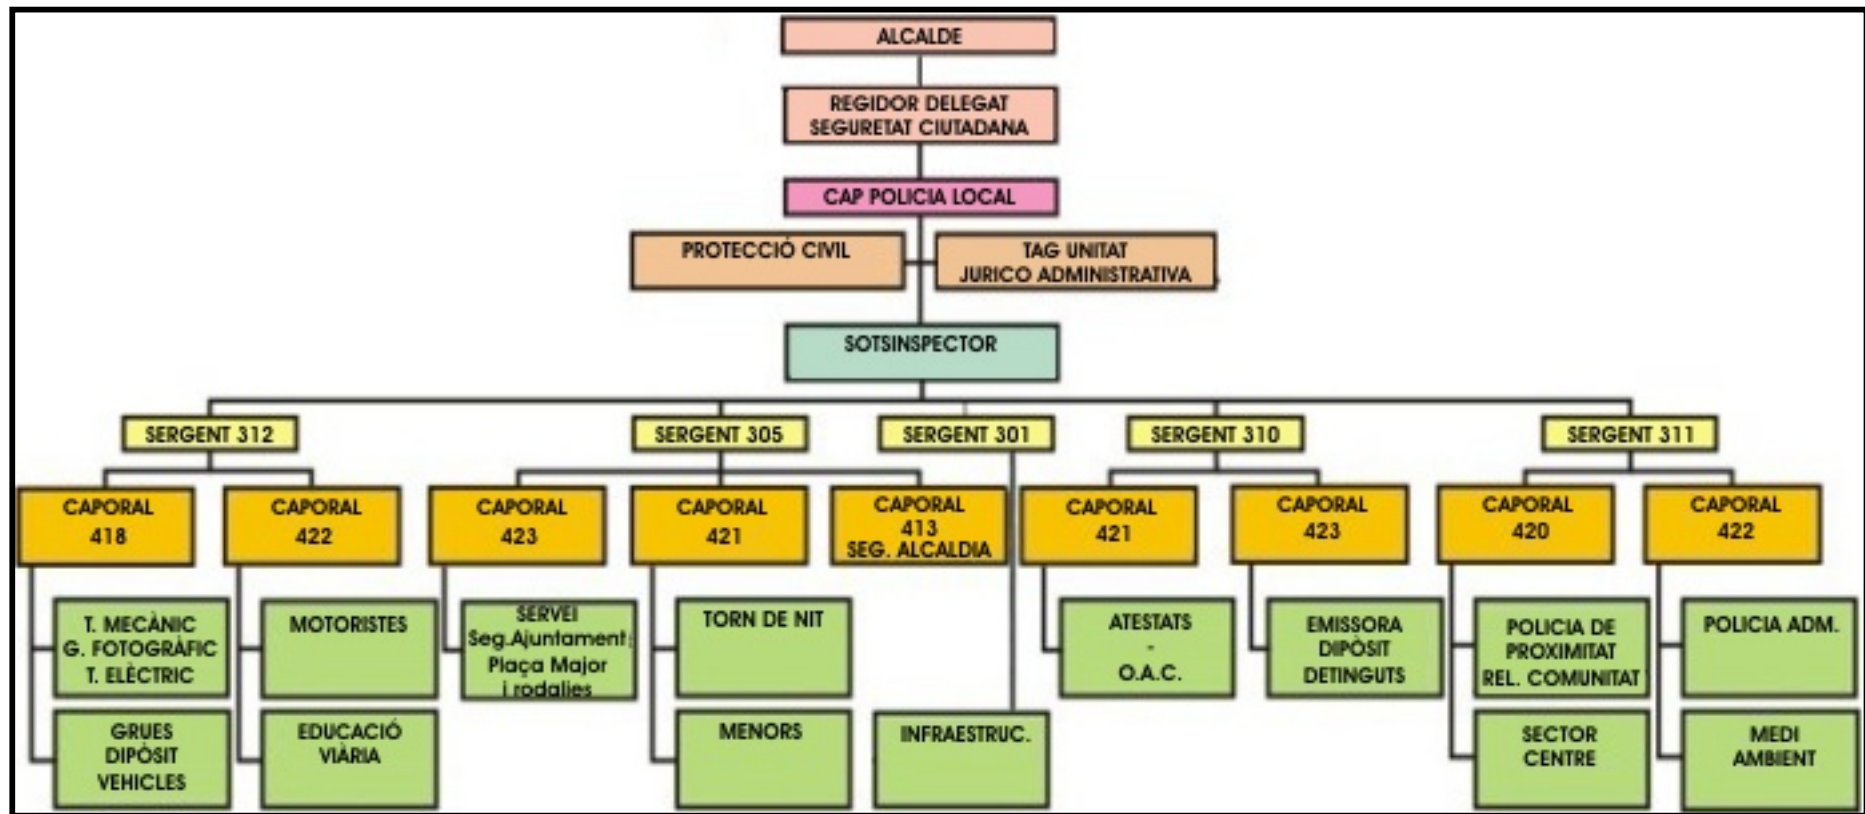 ALCALDE
REGIDOR DELEGAT
SEGURETAT CIUTADANA
CAP POLICIA LOCAL
PROTECCIÓ CIVIL
TAG UNITAT
JURICO ADMINISTRATIVA
SOTSINSPECTOR
SERGENT 312
SERGENT 305
SERGENT 301
SERGENT 310
SERGENT 311
CAPORAL
418
CAPORAL
422
CAPORAL
423
CAPORAL
421
CAPORAL
413
SEG. ALCALDIA
CAPORAL
421
CAPORAL
423
CAPORAL
420
CAPORAL
422
T. MECÀNIC
G. FOTOGRÀFIC
T. ELÈCTRIC
MOTORISTES
SERVEI
Seg.Ajuntament;
Plaça Major
i rodalies
TORN DE NIT
ATESTATS
-
O.A.C.
EMISSORA
DIPÒSIT
DETINGUTS
POLICIA DE
PROXIMITAT
REL. COMUNITAT
POLICIA ADM.
GRUES
DIPÒSIT
VEHICLES
EDUCACIÓ
VIÀRIA
MENORS
INFRAESTRUC.
SECTOR
CENTRE
MEDI
AMBIENT